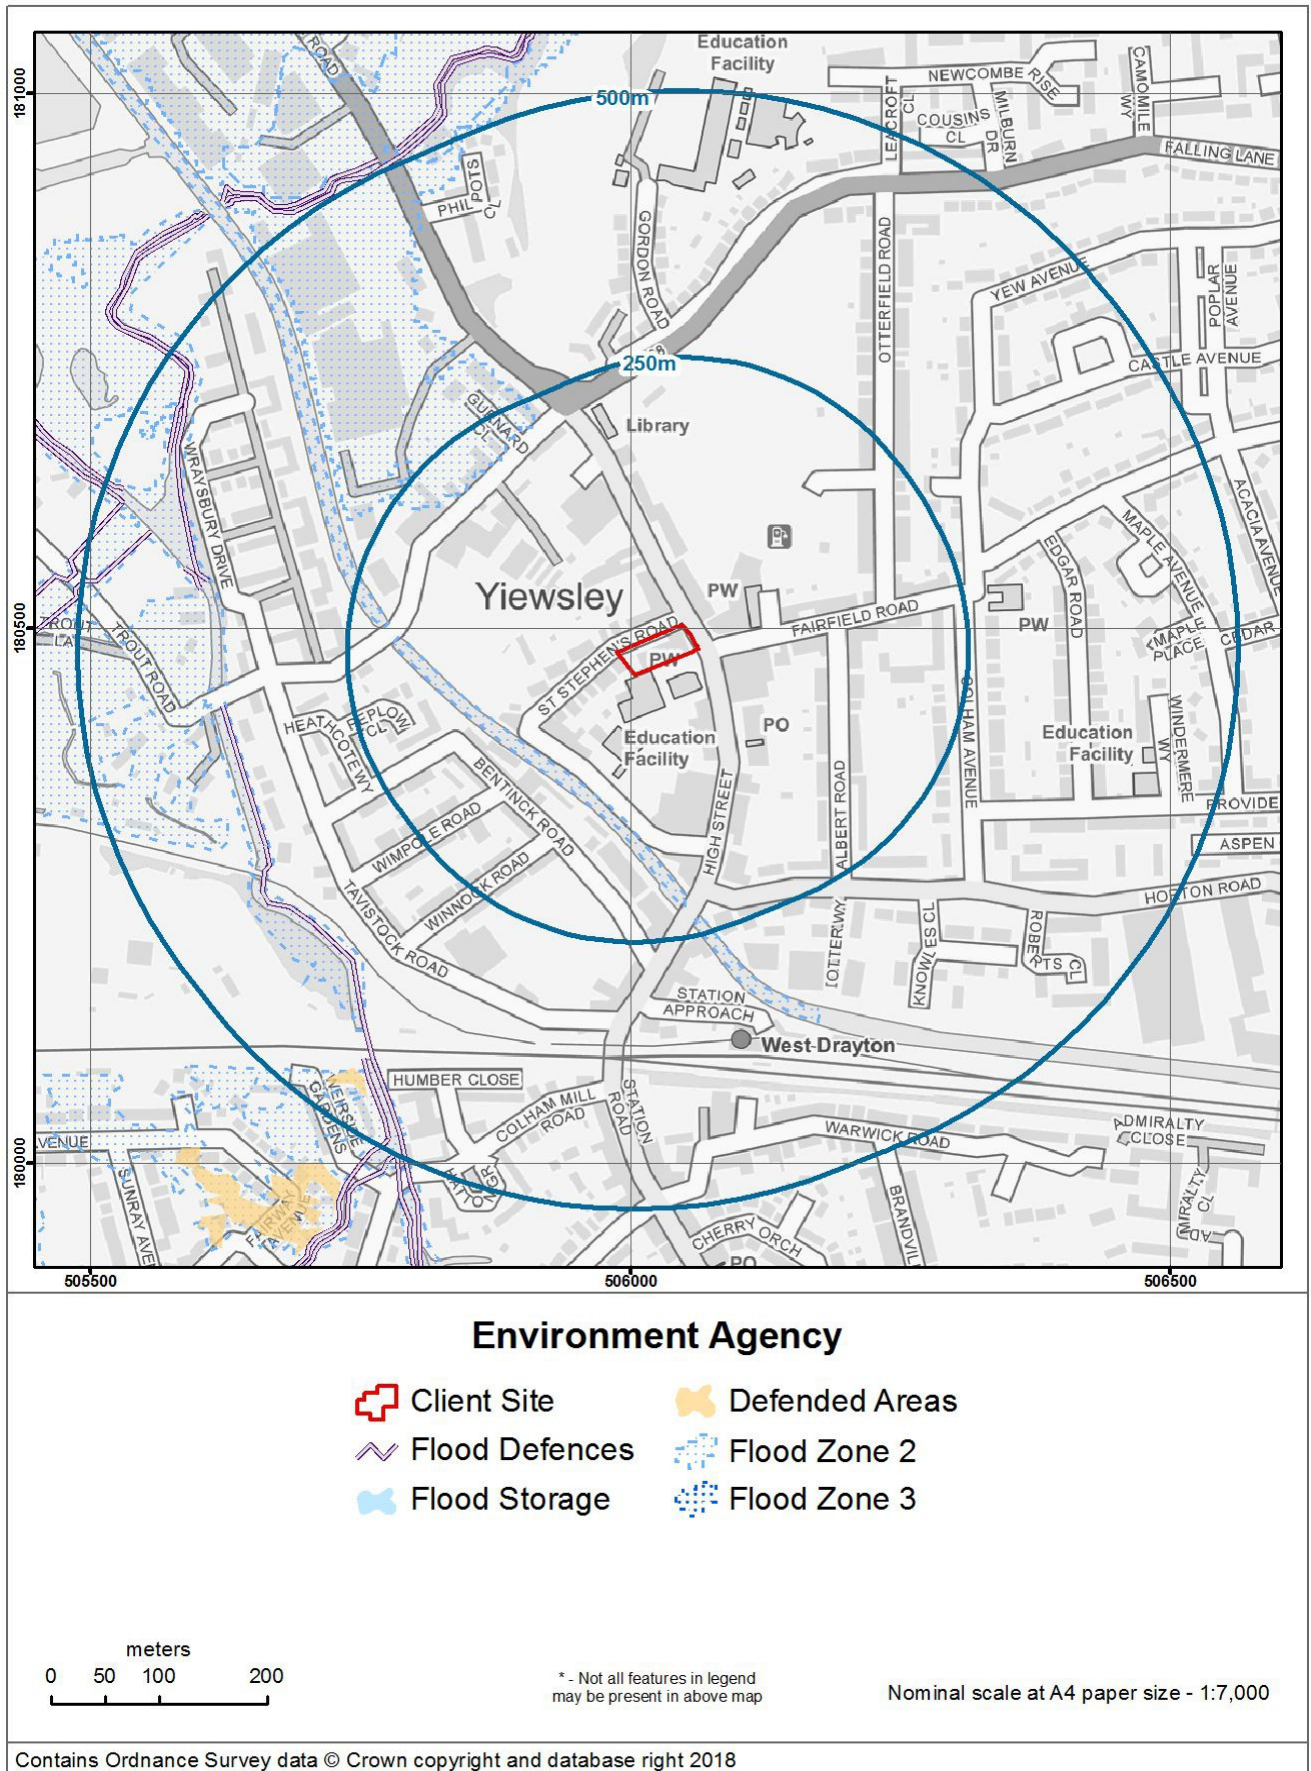 ROAD
Education
Facility
500m
181000
NEWCOMBE RISE
LEACROFT
CL
COUSINS
CL
MILBURN
DR
CAMOMILE
WY
FALLING LANE
PHILPOTS
CL
GORDON ROAD
OTTERFIELD ROAD
YEW AVENUE
POPLAR
AVENUE
CASTLE AVENUE
250m
GURNARD
CL
Library
WRAYSBURY DRIVE
ACACIA AVENUE
MAPLE AVENUE
EDGAR ROAD
Yiewsley
PW
FAIRFIELD ROAD
PW
MAPLE
PLACE
CEDAR
180500
TROUT
LA
TROUT ROAD
ST STEPHEN'S ROAD
PW
HEATHCOTE WY
CL
Education
Facility
PO
COLHAM AVENUE
Education
Facility
WINDERMERE
WY
BENTINCK ROAD
HIGH STREET
ALBERT ROAD
PROVIDE
WIMPOLE ROAD
ASPEN
WINNOCK ROAD
HORTON ROAD
TAVISTOCK ROAD
KNOWLES CL
ROBERTS CL
STATION
APPROACH
West Drayton
HUMBER CLOSE
WEIRSIDE
GARDENS
COLHAM MILL
ROAD
STATION
ROAD
WARWICK ROAD
ADMIRALTY
CLOSE
VENUE
180000
SUNRAY AVE
FAIRWAY
AVENUE
BRANDVIL
CHERRY ORCH
PO
505500
506000
506500
Environment Agency
Client Site
Defended Areas
Flood Defences
Flood Zone 2
Flood Storage
Flood Zone 3
meters
0 50 100 200
* - Not all features in legend
may be present in above map
Nominal scale at A4 paper size - 1:7,000
Contains Ordnance Survey data © Crown copyright and database right 2018